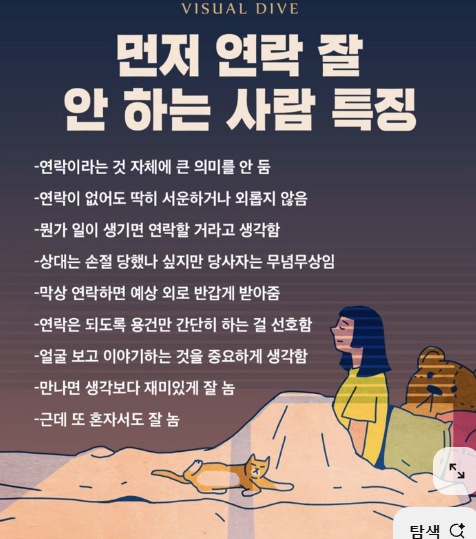 VISUAL DIVE
먼저 연락 잘
안 하는 사람 특징
-연락이라는 것 자체에 큰 의미를 안 둠
-연락이 없어도 딱히 서운하거나 외롭지 않음
-뭔가 일이 생기면 연락할 거라고 생각함
-상대는 손절 당했나 싶지만 당사자는 무념무상임
-막상 연락하면 예상 외로 반갑게 받아줌
-연락은 되도록 용건만 간단히 하는 걸 선호함
-얼굴 보고 이야기하는 것을 중요하게 생각함
-만나면 생각보다 재미있게 잘 놈
-근데 또 혼자서도 잘 놈
탐색